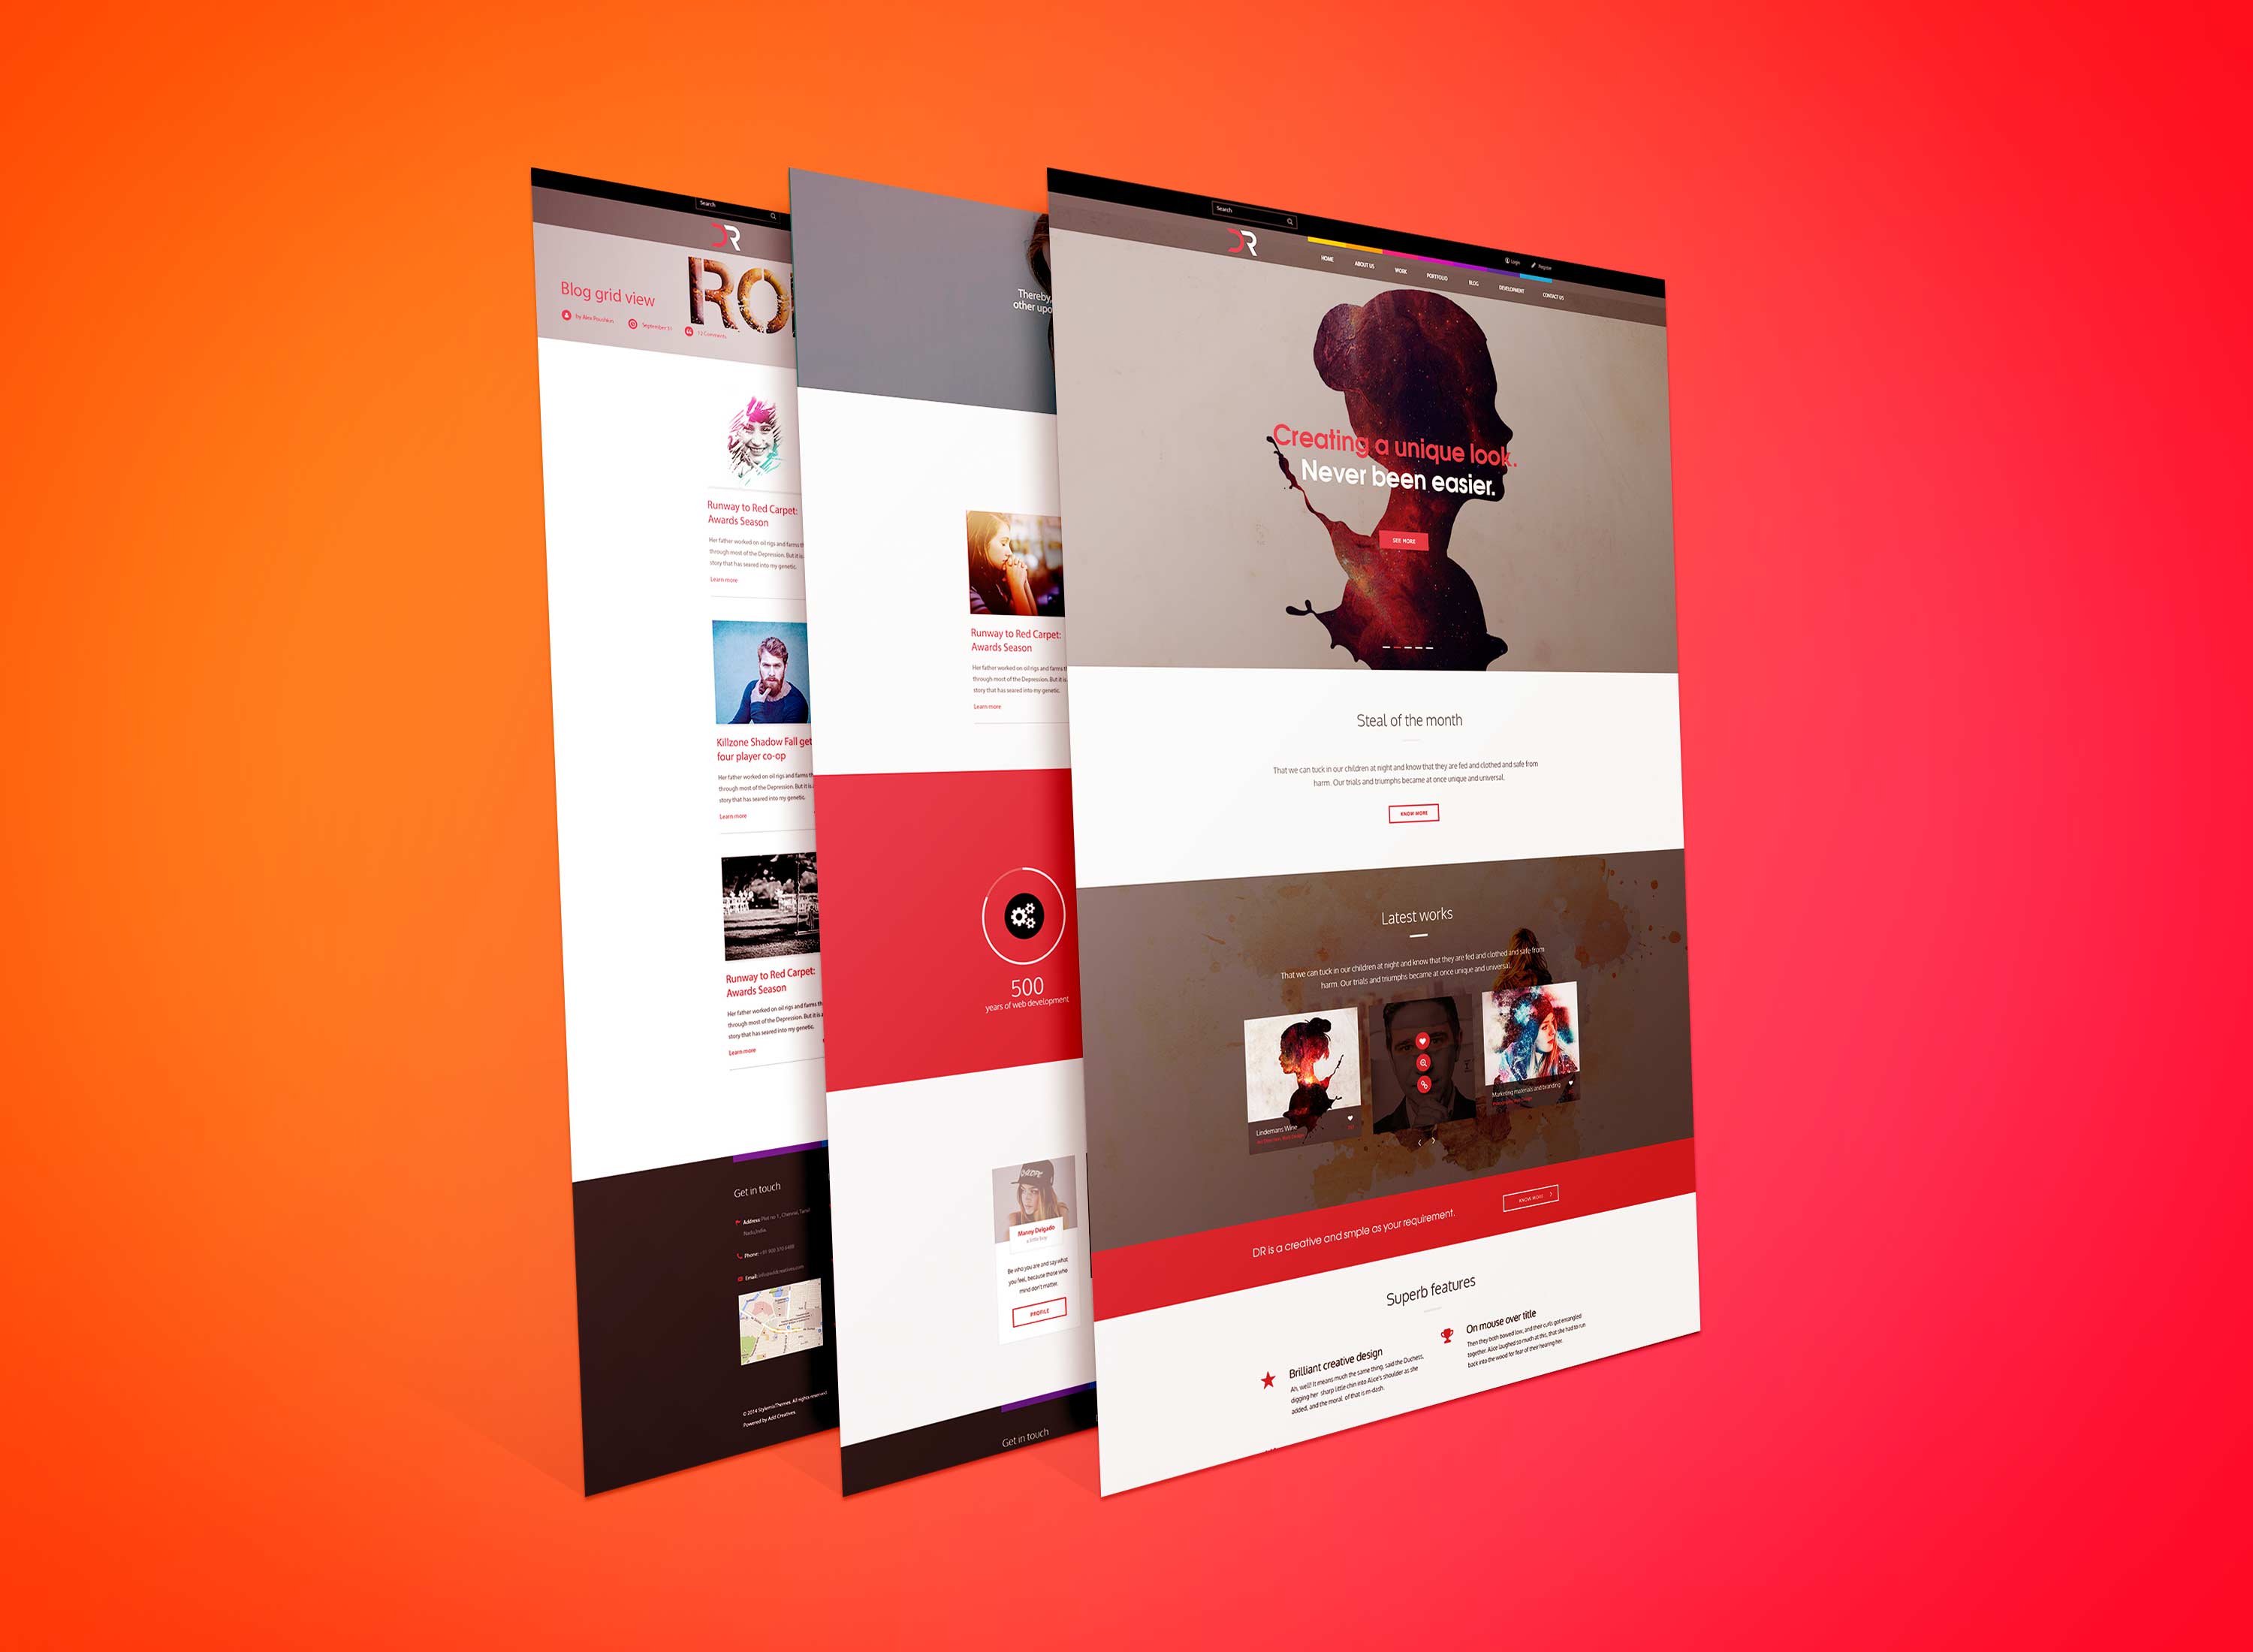 Search
DR
RO
Blog grid view
by Alex Poushkin
September 11
12 Comments
Runway to Red Carpet:
Awards Season
Her father worked on oil rigs and farms th
through most of the Depression. But it is
story that has seared into my genetic.
Learn more
Killzone Shadow Fall get
four player co-op
Her father worked on oil rigs and farms th
through most of the Depression. But it is
story that has seared into my genetic.
Learn more
Runway to Red Carpet:
Awards Season
Her father worked on oil rigs and farms th
through most of the Depression. But it is
story that has seared into my genetic.
Learn more
Get in touch
Address: Plot no 1, Chennai, Tamil
Phone:
Email:
© 2014 StylemixThemes. All rights reserved
Powered by Add Creatives.
Thereby,
other upo
Runway to Red Carpet:
Awards Season
Her father worked on oil rigs and farms th
through most of the Depression. But it is
story that has seared into my genetic.
Learn more
500
years of web development
Manny Delgado
a little boy
Be who you are and say what
you feel, because those who
mind don't matter.
PROFILE
Get in touch
Search
Login
Register
DR
HOME
ABOUT US
WORK
PORTFOLIO
BLOG
DEVELOPMENT
CONTACT US
Creating a unique look.
Never been easier.
SEE MORE
Steal of the month
That we can tuck in our children at night and know that they are fed and clothed and safe from
harm. Our trials and triumphs became at once unique and universal.
KNOW MORE
Latest works
That we can tuck in our children at night and know that they are fed and clothed and safe from
harm. Our trials and triumphs became at once unique and universal.
Lindemans Wine
Marketing materials and branding
DR is a creative and smple as your requirement.
KNOW MORE
Superb features
Brilliant creative design
Ah, well! It means much the same thing, said the Duchess,
digging her sharp little chin into Alice's shoulder as she
added, and the moral of that is m-dash.
On mouse over title
Then they both bowed low, and their curls got entangled
together. Alice laughed so much at this, that she had to run
back into the wood for fear of their hearing her.